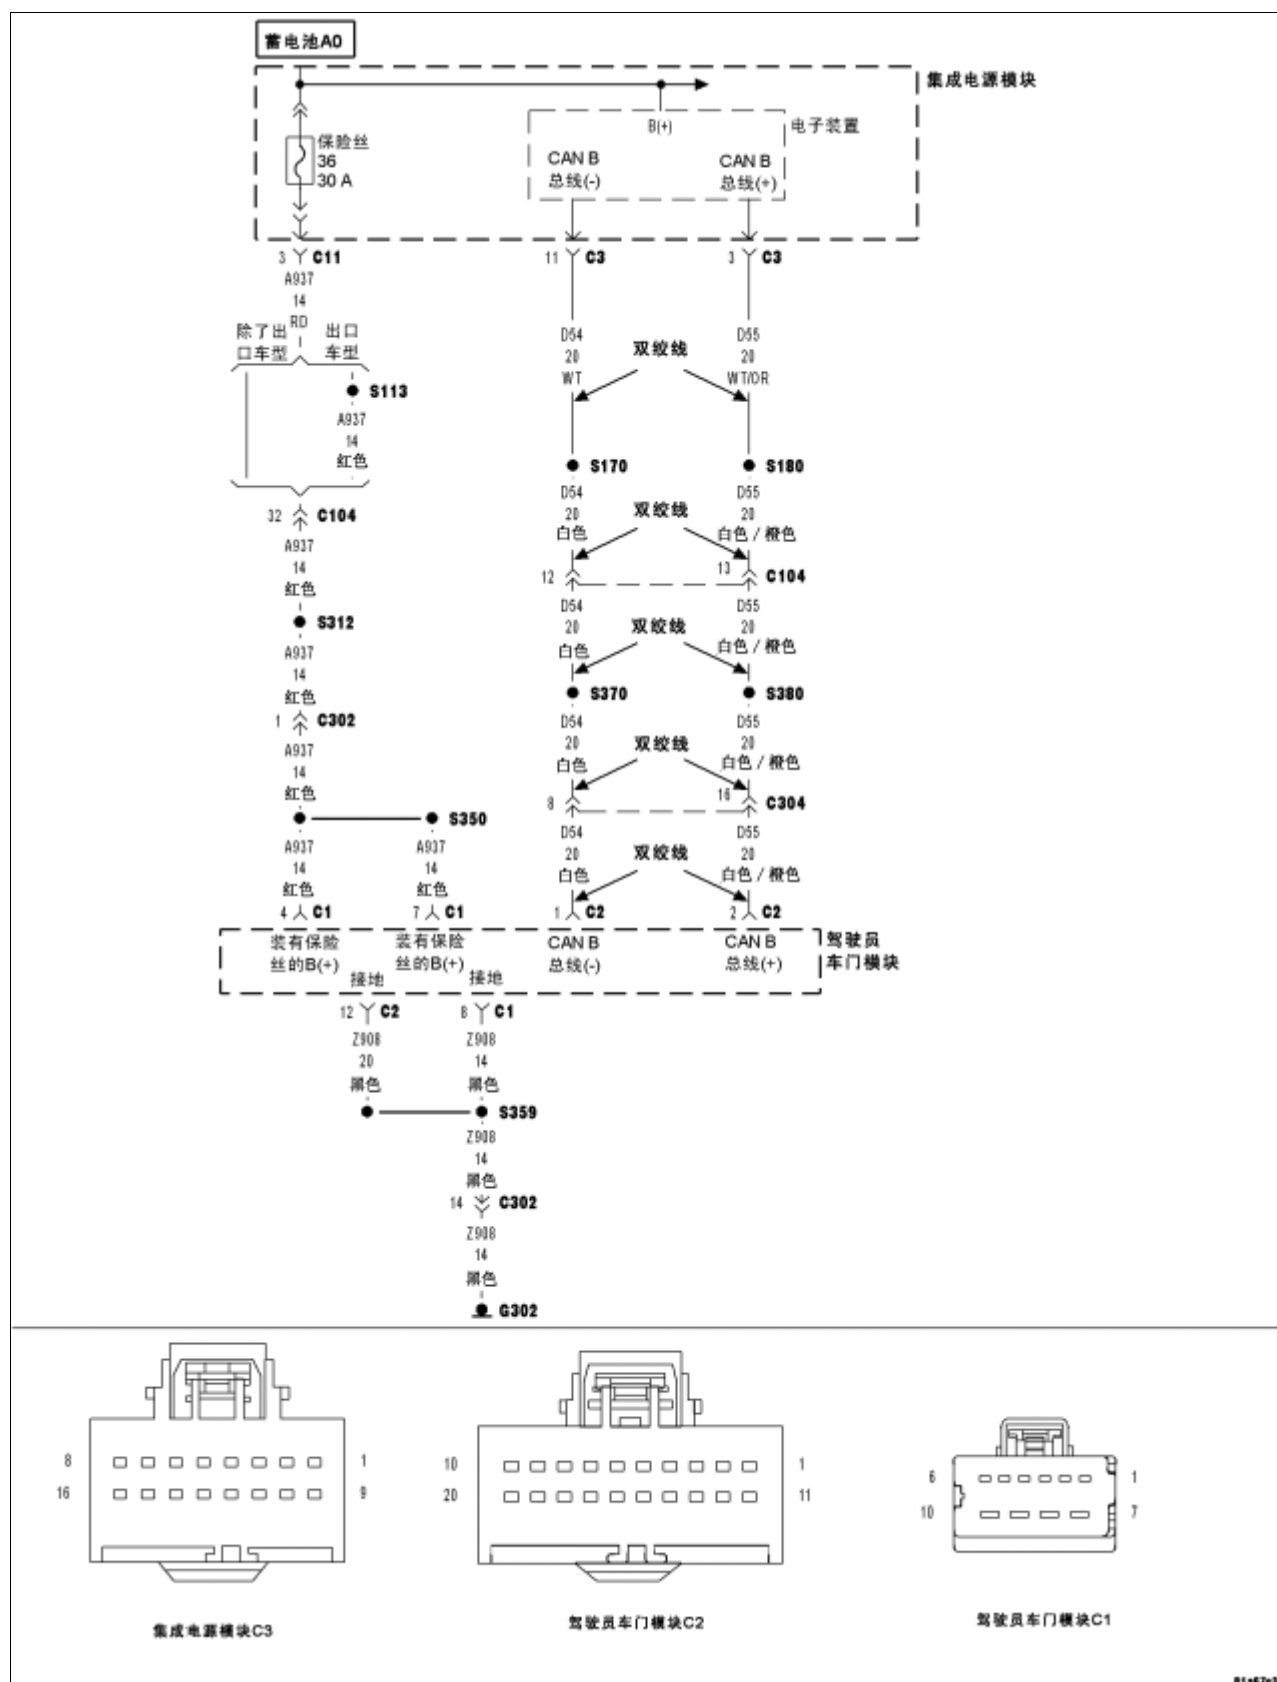 蓄电池A0
集成电源模块
保险丝
36
30 A
B(+)
电子装置
CAN B
总线(-)
CAN B
总线(+)
3 C11
11 C3
3 C3
A937
14
RD
除了出
口车型
出口
车型
S113
A937
14
红色
D54
20
WT
双绞线
D55
20
WT/OR
S170
S180
32 C104
D54
20
白色
双绞线
D55
20
白色 / 橙色
12
13 C104
A937
14
红色
S312
D54
20
白色
双绞线
D55
20
白色 / 橙色
A937
14
红色
S370
S380
1 C302
D54
20
白色
双绞线
D55
20
白色 / 橙色
A937
14
红色
8
16 C304
S350
A937
14
红色
A937
14
红色
D54
20
白色
双绞线
D55
20
白色 / 橙色
4 C1
7 C1
1 C2
2 C2
装有保险
丝的B(+)
装有保险
丝的B(+)
CAN B
总线(-)
CAN B
总线(+)
驾驶员
车门模块
接地
接地
12 C2
8 C1
Z908
20
黑色
Z908
14
黑色
S359
Z908
14
黑色
14 C302
Z908
14
黑色
G302
8
1
16
9
集成电源模块C3
10
1
20
11
驾驶员车门模块C2
6
1
10
7
驾驶员车门模块C1